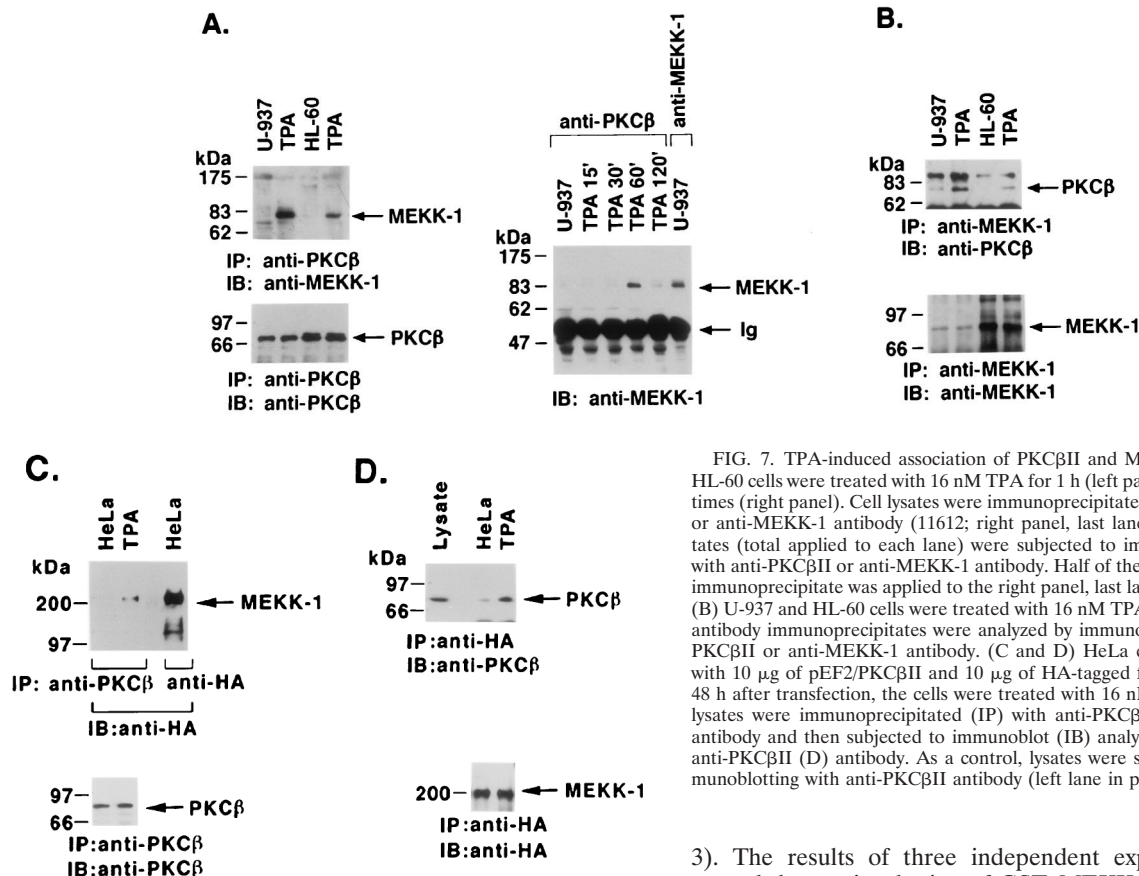 A.
U-937
TPA
HL-60
TPA
kDa
175
83
62
MEKK-1
IP: anti-PKCβ
IB: anti-MEKK-1
97
66
PKCβ
IP: anti-PKCβ
IB: anti-PKCβ
anti-PKCβ
anti-MEKK-1
U-937
TPA 15'
TPA 30'
TPA 60'
TPA 120'
U-937
kDa
175
83
62
47
MEKK-1
Ig
IB: anti-MEKK-1
B.
U-937
TPA
HL-60
TPA
kDa
83
62
PKCβ
IP: anti-MEKK-1
IB: anti-PKCβ
97
66
MEKK-1
IP: anti-MEKK-1
IB: anti-MEKK-1
C.
HeLa
TPA
HeLa
kDa
200
97
MEKK-1
IP: anti-PKCβ anti-HA
IB:anti-HA
97
66
PKCβ
IP:anti-PKCβ
IB:anti-PKCβ
D.
Lysate
HeLa
TPA
kDa
97
66
PKCβ
IP:anti-HA
IB:anti-PKCβ
200
MEKK-1
IP:anti-HA
IB:anti-HA
FIG. 7. TPA-induced association of PKCβII and M
HL-60 cells were treated with 16 nM TPA for 1 h (left pa
times (right panel). Cell lysates were immunoprecipitate
or anti-MEKK-1 antibody (11612; right panel, last lane
tates (total applied to each lane) were subjected to im
with anti-PKCβII or anti-MEKK-1 antibody. Half of the
immunoprecipitate was applied to the right panel, last la
(B) U-937 and HL-60 cells were treated with 16 nM TPA
antibody immunoprecipitates were analyzed by immuno
PKCβII or anti-MEKK-1 antibody. (C and D) HeLa c
with 10 μg of pEF2/PKCβII and 10 μg of HA-tagged f
48 h after transfection, the cells were treated with 16 nM
lysates were immunoprecipitated (IP) with anti-PKCβ
antibody and then subjected to immunoblot (IB) analy
anti-PKCβII (D) antibody. As a control, lysates were s
munoblotting with anti-PKCβII antibody (left lane in p
3). The results of three independent exp